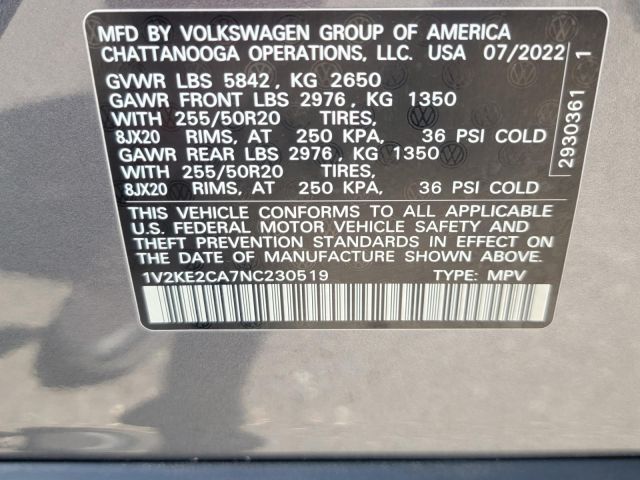 MFD BY VOLKSWAGEN GROUP OF AMERICA
CHATTANOOGA OPERATIONS, LLC. USA 07/2022
GVWR LBS 5842, KG 2650
GAWR FRONT LBS 2976, KG 1350
WITH 255/50R20 TIRES,
8JX20 RIMS, AT 250 KPA, 36 PSI COLD
GAWR REAR LBS 2976, KG 1350
WITH 255/50R20 TIRES,
8JX20 RIMS, AT 250 KPA, 36 PSI COLD
THIS VEHICLE CONFORMS TO ALL APPLICABLE
U.S. FEDERAL MOTOR VEHICLE SAFETY AND
THEFT PREVENTION STANDARDS IN EFFECT ON
THE DATE OF MANUFACTURE SHOWN ABOVE.
1V2KE2CA7NC230519 TYPE: MPV
2930361 1